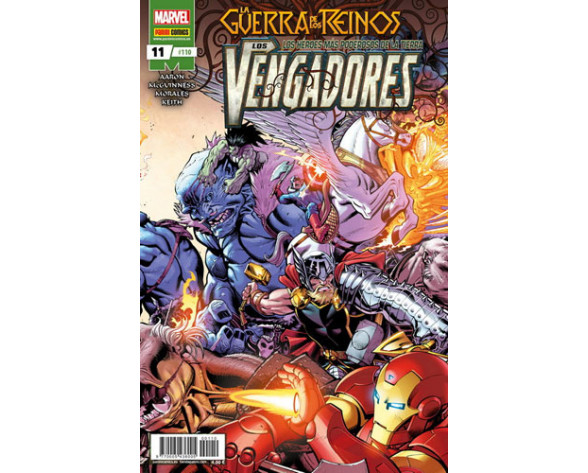 LA
GUERRA DE LOS REINOS
MARVEL
PANINI COMICS
11
#110
LOS
LOS HÉROES MÁS PODEROSOS DE LA TIERRA
VENGADORES
AARON
McGUINNESS
MORALES
KEITH
00110